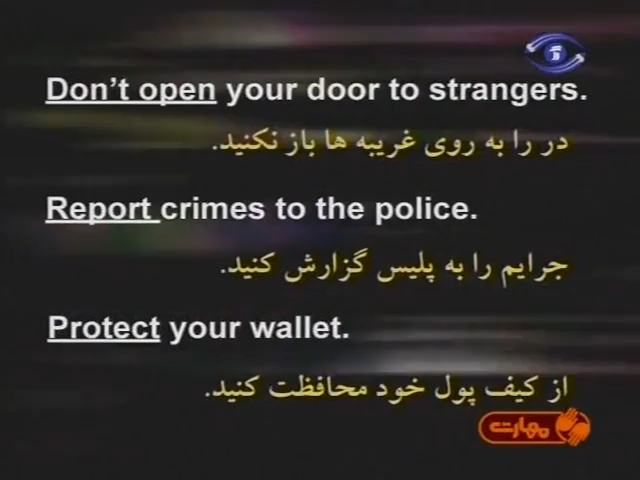 Don't open your door to strangers.
در را به روی غریبه ها باز نکنید.
Report crimes to the police.
جرایم را به پلیس گزارش کنید.
Protect your wallet.
از کیف پول خود محافظت کنید.
مهارت